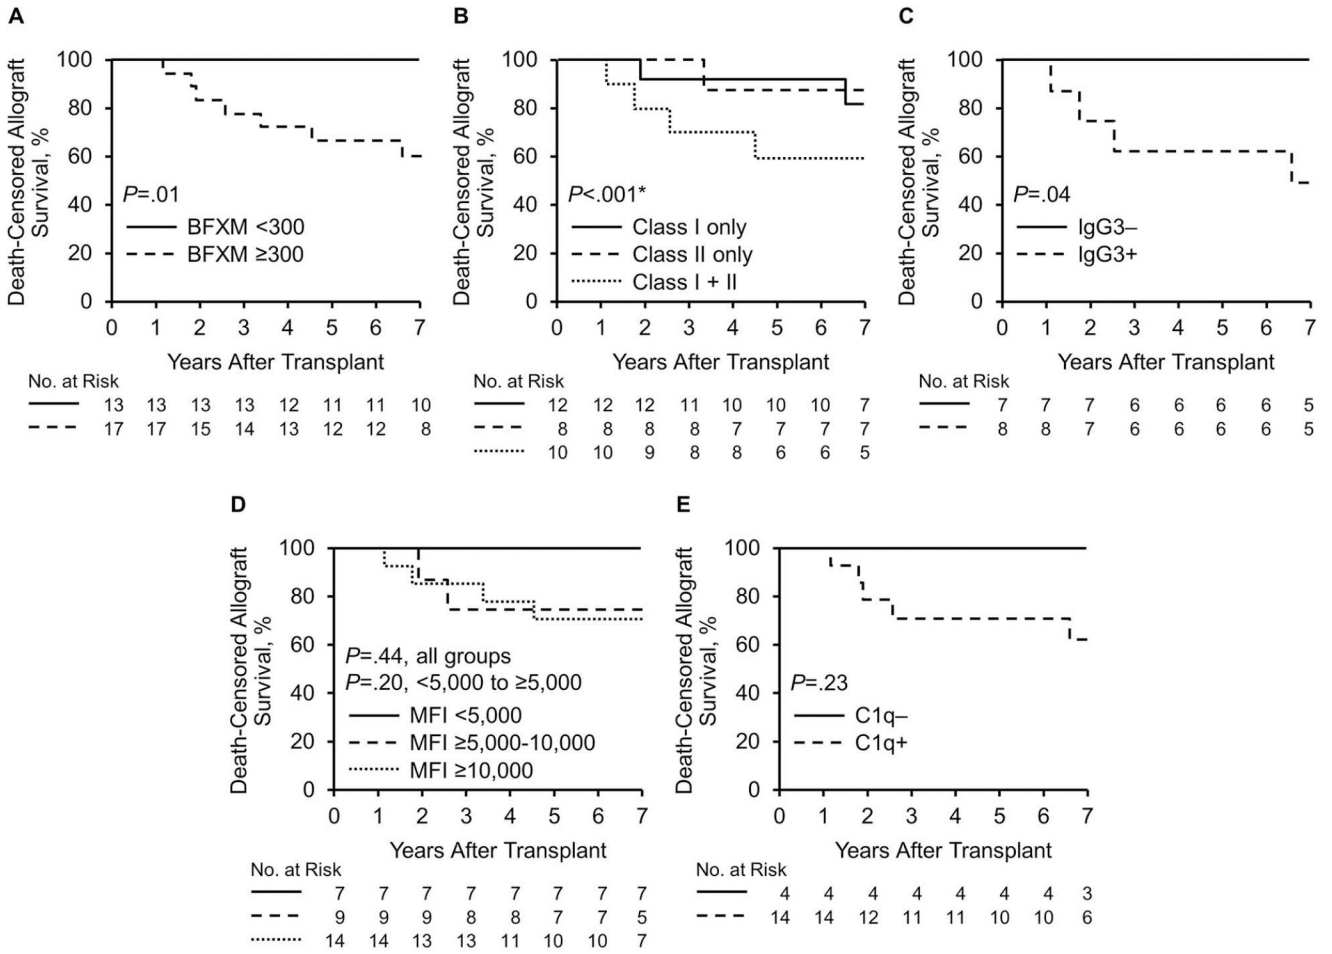 A
Death-Censored Allograft
Survival, %
100
80
60
40
20
0
P=.01
BFXM <300
BFXM ≥300
0 1 2 3 4 5 6 7
Years After Transplant
No. at Risk
13 13 13 13 12 11 11 10
17 17 15 14 13 12 12 8
B
Death-Censored Allograft
Survival, %
100
80
60
40
20
0
P<.001*
Class I only
Class II only
Class I + II
0 1 2 3 4 5 6 7
Years After Transplant
No. at Risk
12 12 12 11 10 10 10 7
8 8 8 8 7 7 7 7
10 10 9 8 8 6 6 5
C
Death-Censored Allograft
Survival, %
100
80
60
40
20
0
P=.04
IgG3–
IgG3+
0 1 2 3 4 5 6 7
Years After Transplant
No. at Risk
7 7 7 6 6 6 6 5
8 8 7 6 6 6 6 5
D
Death-Censored Allograft
Survival, %
100
80
60
40
20
0
P=.44, all groups
P=.20, <5,000 to ≥5,000
MFI <5,000
MFI ≥5,000-10,000
MFI ≥10,000
0 1 2 3 4 5 6 7
Years After Transplant
No. at Risk
7 7 7 7 7 7 7 7
9 9 9 8 8 7 7 5
14 14 13 13 11 10 10 7
E
Death-Censored Allograft
Survival, %
100
80
60
40
20
0
P=.23
C1q–
C1q+
0 1 2 3 4 5 6 7
Years After Transplant
No. at Risk
4 4 4 4 4 4 4 3
14 14 12 11 11 10 10 6